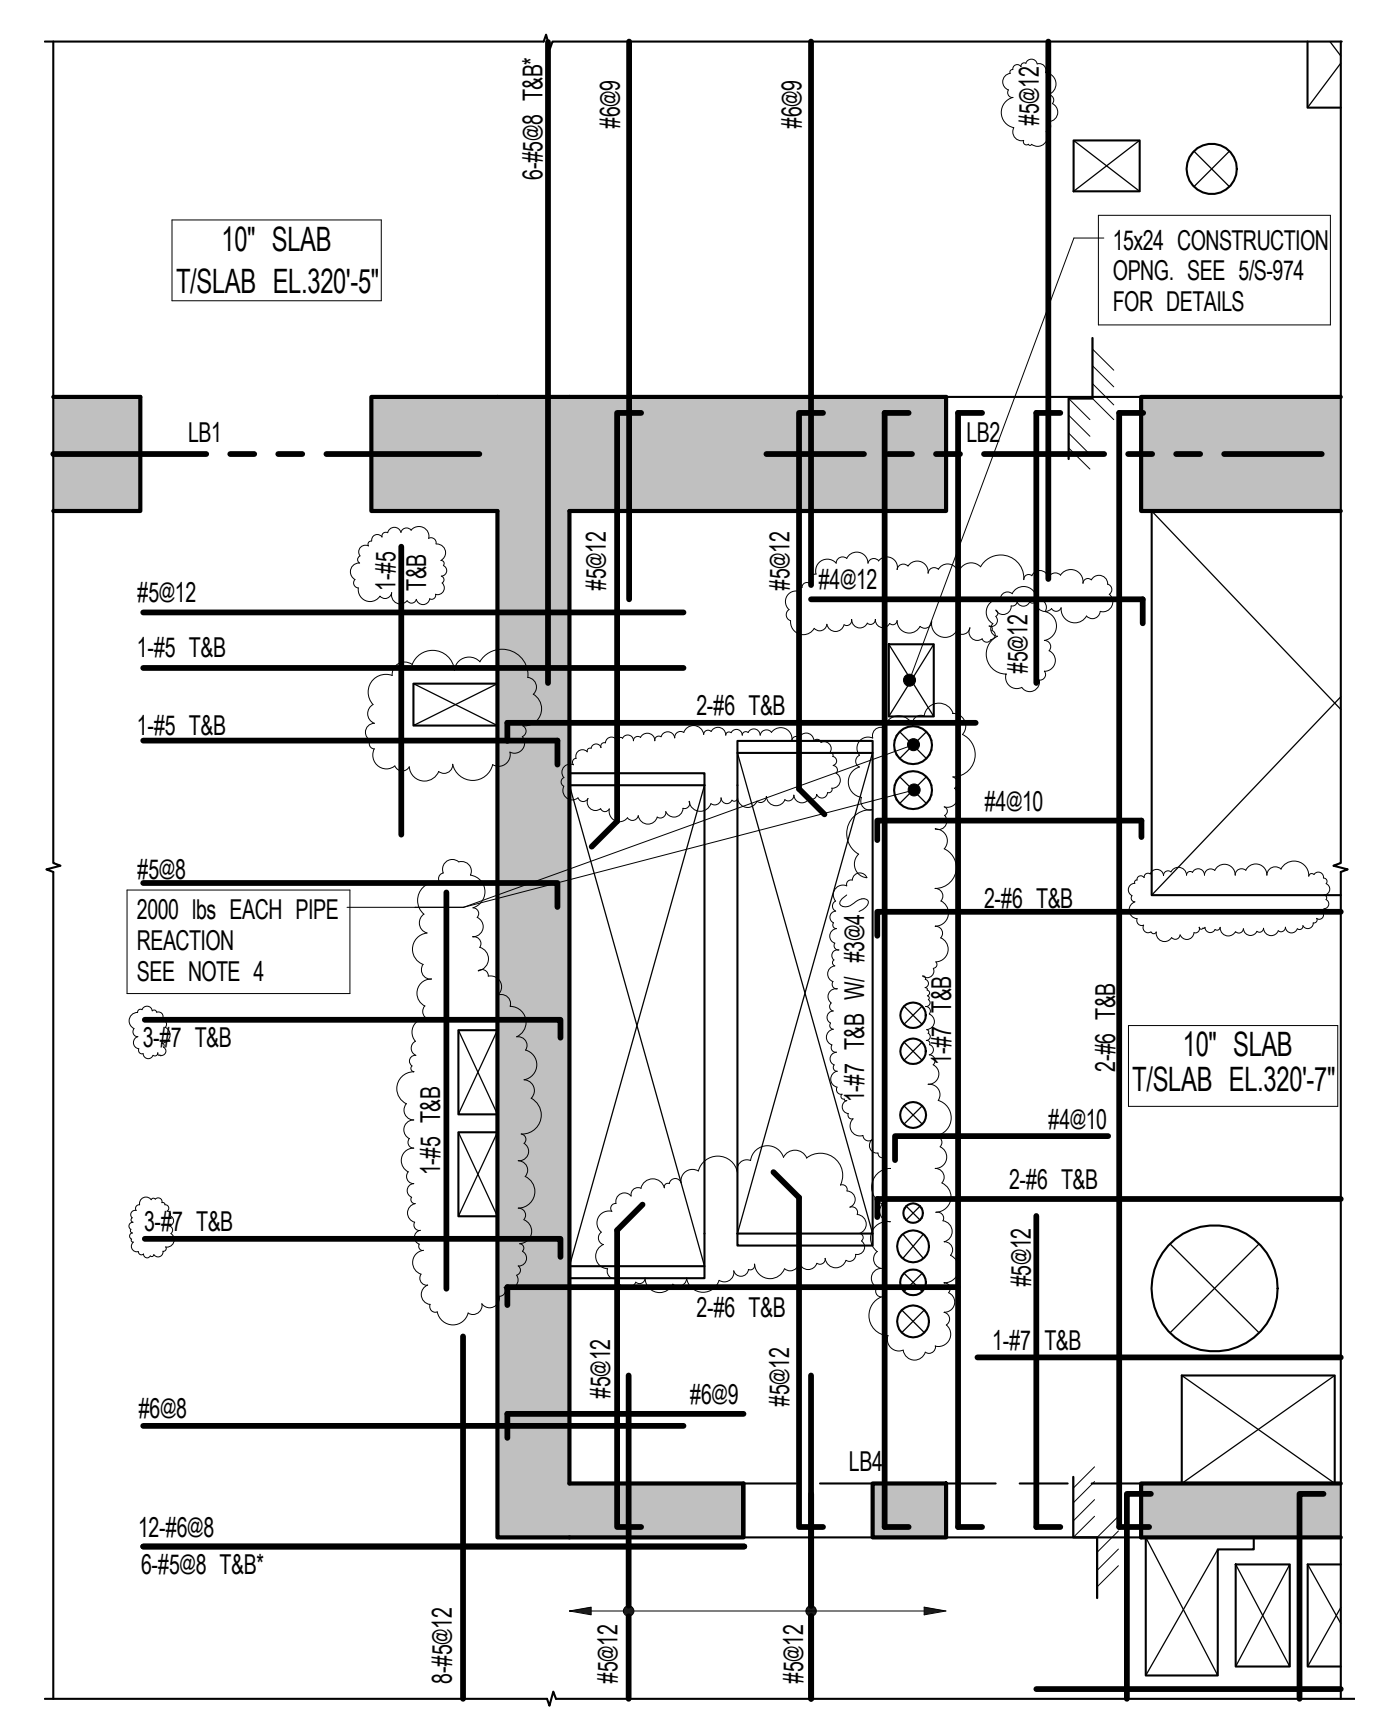 6-#5@8 T&B*
#6@9
#6@9
#5@12
10" SLAB
T/SLAB EL.320'-5"
15x24 CONSTRUCTION
OPNG. SEE 5/S-974
FOR DETAILS
LB1
LB2
1-#5
T&B
#5@12
#5@12
#4@12
#5@12
#5@12
1-#5 T&B
2-#6 T&B
1-#5 T&B
#4@10
#5@8
2-#6 T&B
2000 lbs EACH PIPE
REACTION
SEE NOTE 4
1-#7 T&B W/ #3@4
1-#7 T&B
2-#6 T&B
3-#7 T&B
10" SLAB
T/SLAB EL.320'-7"
1-#5 T&B
#4@10
2-#6 T&B
3-#7 T&B
#5@12
2-#6 T&B
1-#7 T&B
#5@12
#5@12
#6@9
#6@8
LB4
12-#6@8
6-#5@8 T&B*
8-#5@12
#5@12
#5@12